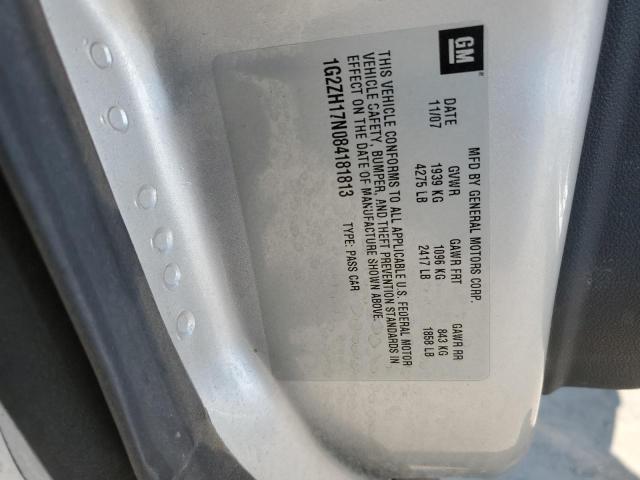 GM
MFD BY GENERAL MOTORS CORP.
DATE GVWR GAWR FRT GAWR RR
11/07 1939 KG 1096 KG 843 KG
4275 LB 2417 LB 1858 LB
THIS VEHICLE CONFORMS TO ALL APPLICABLE U.S. FEDERAL MOTOR
VEHICLE SAFETY, BUMPER, AND THEFT PREVENTION STANDARDS IN
EFFECT ON THE DATE OF MANUFACTURE SHOWN ABOVE.
1G2ZH17N084181813 TYPE: PASS CAR